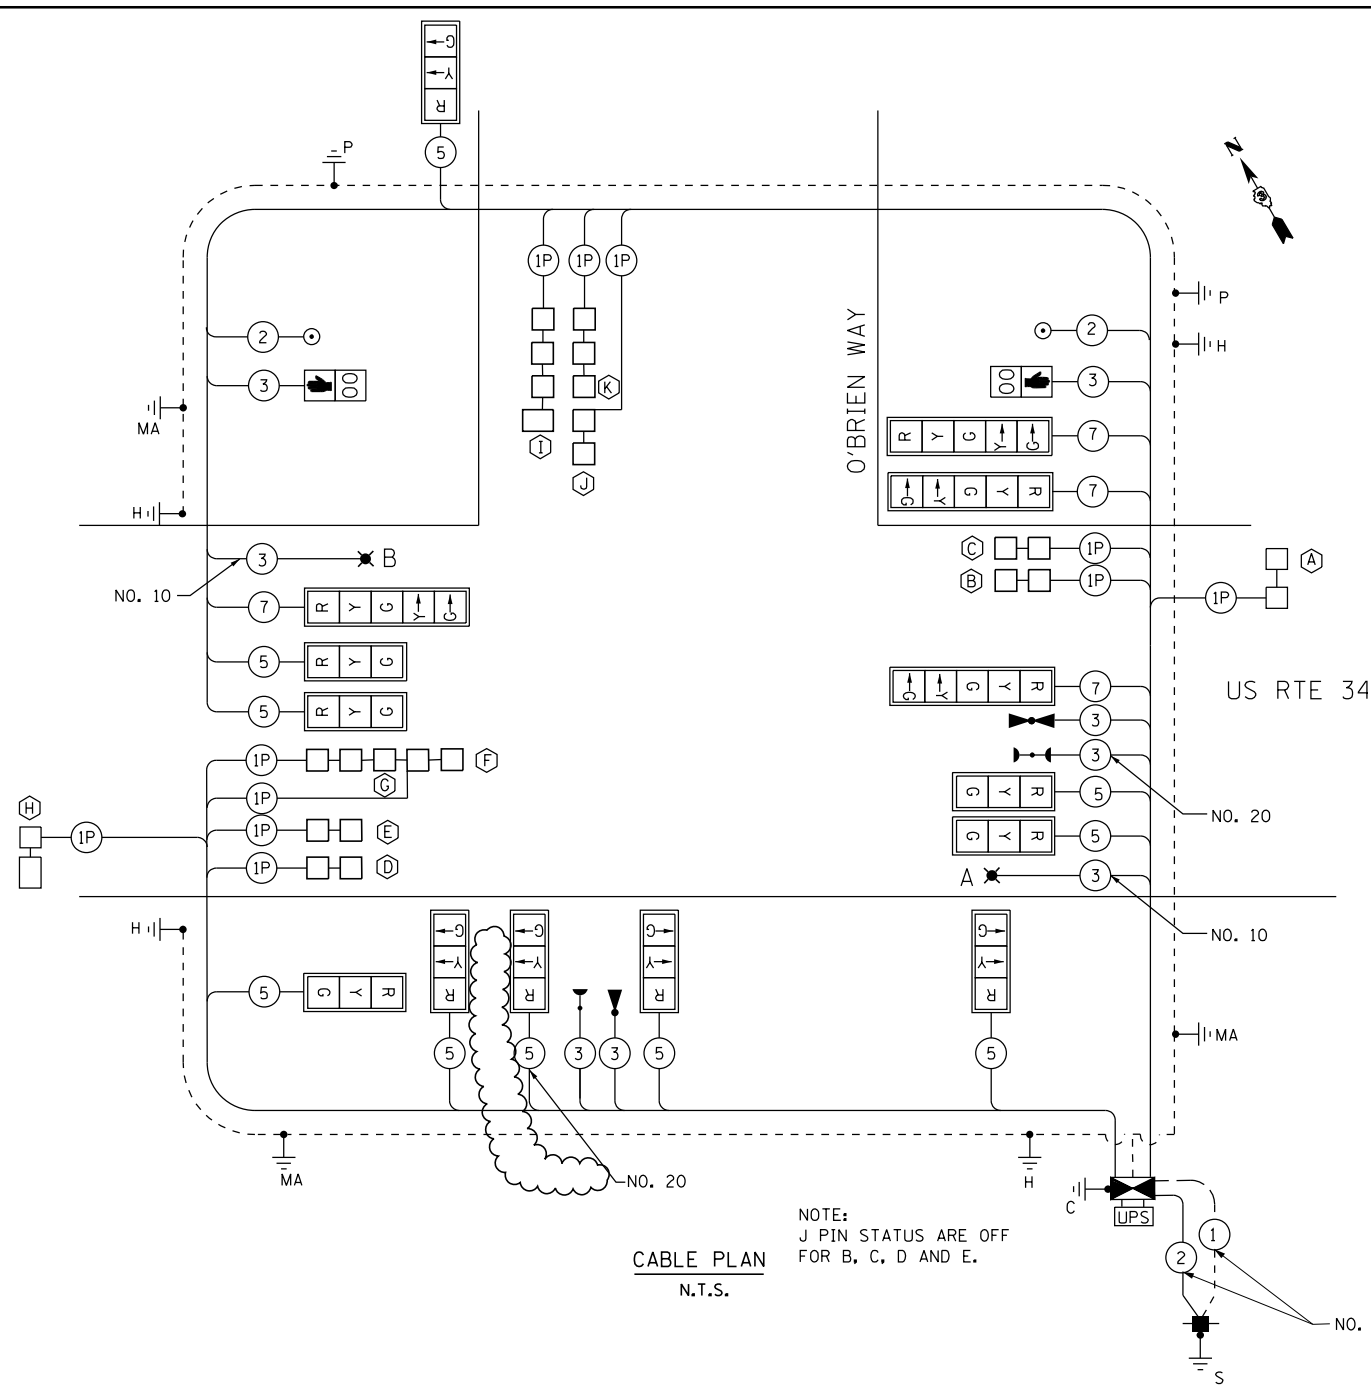 G Y R
5
P
N
1P 1P 1P
P
2
2
H
3 00
00 3
K
MA
R Y G Y G 7
O'BRIEN WAY
I
J
G Y G Y R 7
H
C 1P
A
3 B
B 1P
NO. 10
1P
7 R Y G Y G
5 R Y G
G Y G Y R 7
US RTE 34
5 R Y G
3
1P F
3
G
1P
G Y R 5
H
NO. 20
1P E
1P
G Y R 5
1P D
A 3
H
NO. 10
G G G G
Y Y Y Y
5 G Y R
R R R R
MA
5 5 3 3 5 5
MA
NO. 20
H
C
UPS
NOTE:
J PIN STATUS ARE OFF
FOR B, C, D AND E.
1
2
CABLE PLAN
N.T.S.
NO.
S